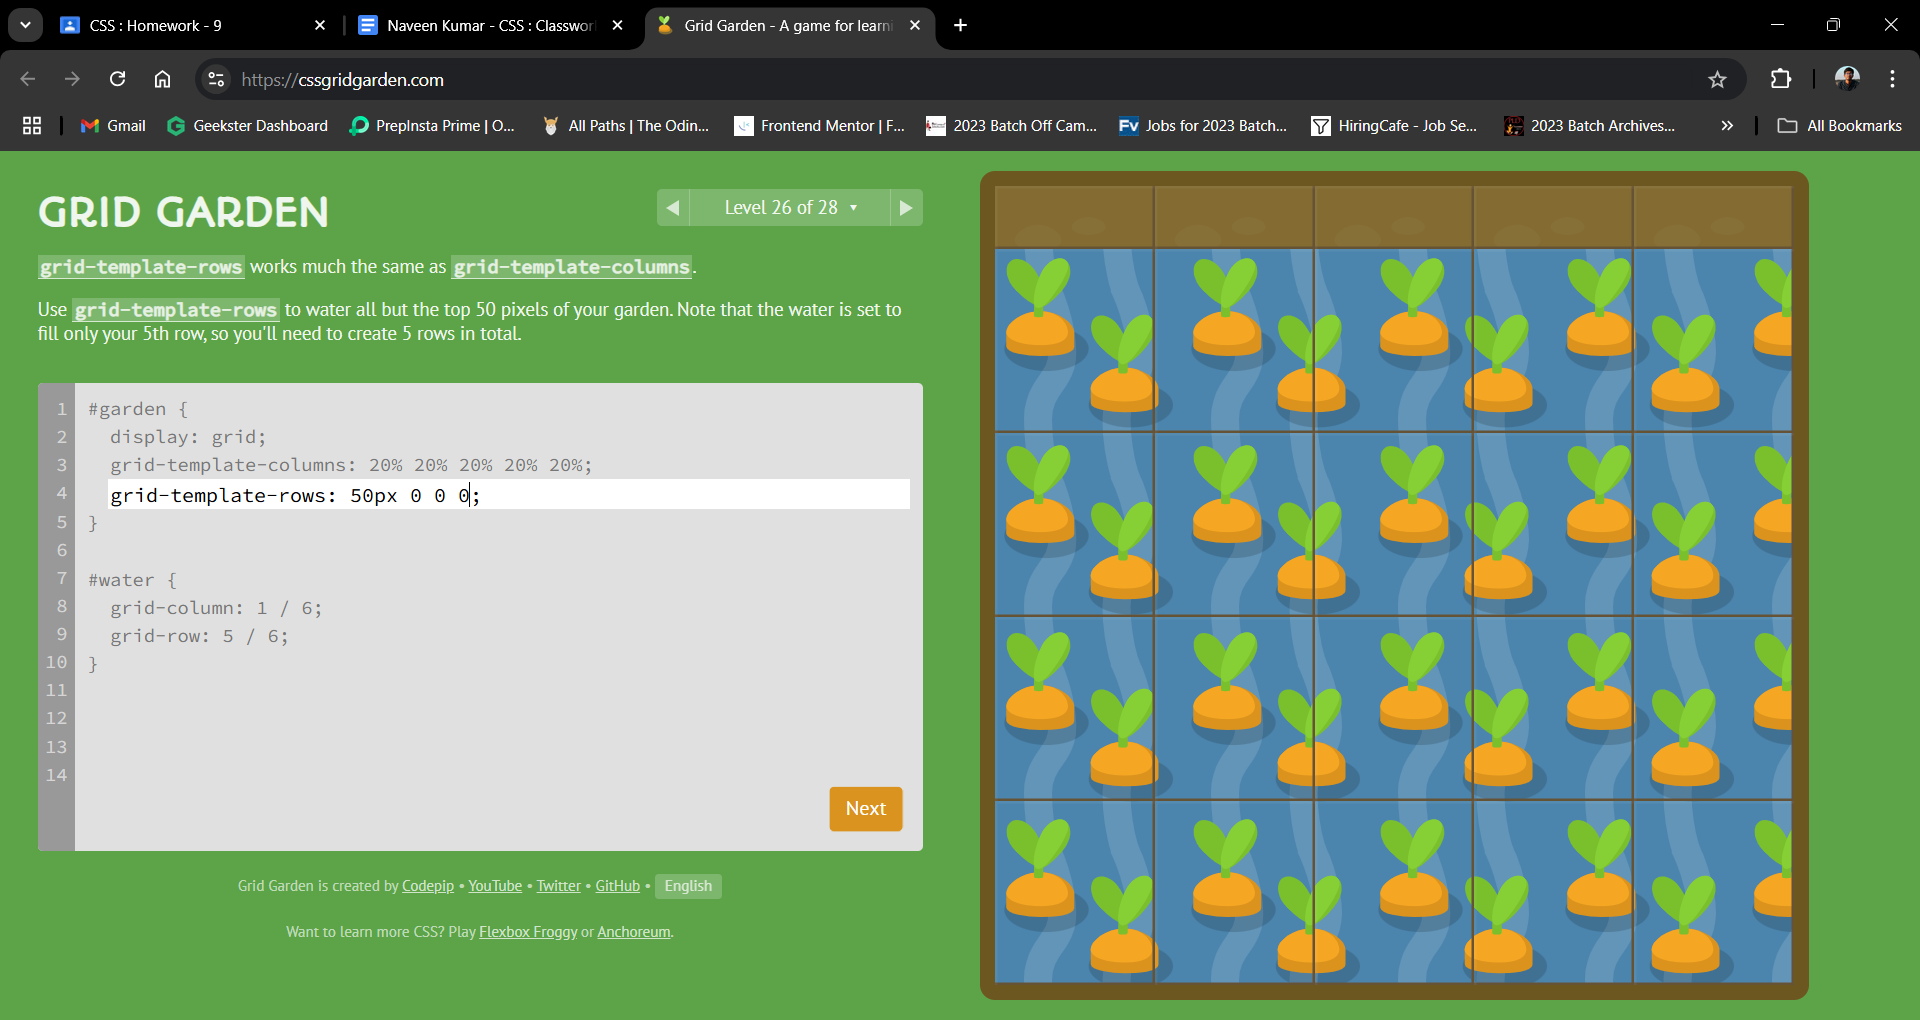 CSS : Homework - 9
Naveen Kumar - CSS : Classwor
Grid Garden - A game for learni
https://cssgridgarden.com
Gmail
Geekster Dashboard
PrepInsta Prime | O...
All Paths | The Odin...
Frontend Mentor | F...
2023 Batch Off Cam...
Fv Jobs for 2023 Batch...
HiringCafe - Job Se...
2023 Batch Archives...
All Bookmarks
GRID GARDEN
Level 26 of 28
grid-template-rows works much the same as grid-template-columns.
Use grid-template-rows to water all but the top 50 pixels of your garden. Note that the water is set to
fill only your 5th row, so you'll need to create 5 rows in total.
1 #garden {
2 display: grid;
3 grid-template-columns: 20% 20% 20% 20% 20%;
4 grid-template-rows: 50px 0 0 0;
5 }
6
7 #water {
8 grid-column: 1 / 6;
9 grid-row: 5 / 6;
10 }
11
12
13
14
Next
Grid Garden is created by Codepip • YouTube • Twitter • GitHub • English
Want to learn more CSS? Play Flexbox Froggy or Anchoreum.